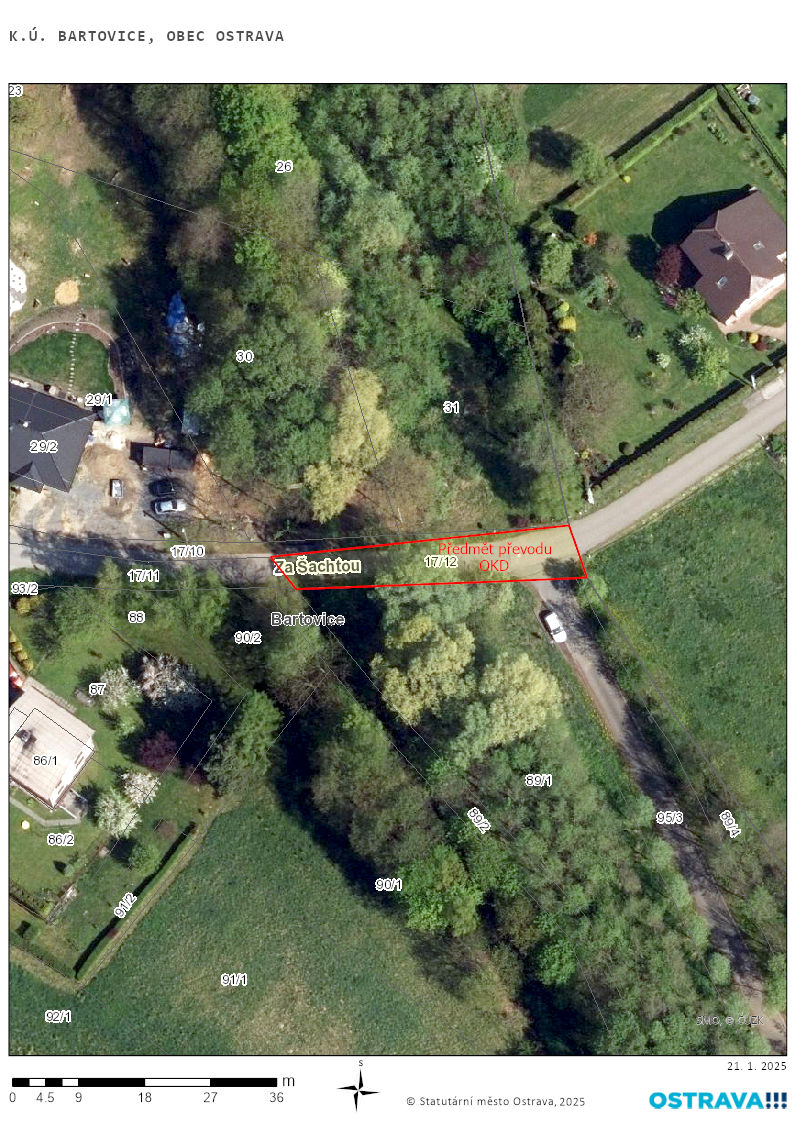 K.Ú. BARTOVICE, OBEC OSTRAVA
23
26
30
31
29/1
29/2
17/10
Za Šachtou
17/12
Předmět převodu
OKD
17/11
93/2
88
90/2
Bartovice
87
86/1
89/1
89/2
95/3
89/4
86/2
90/1
91/2
91/1
92/1
SMO, © ČÚZK
21. 1. 2025
0 4.5 9 18 27 36 m
S
© Statutární město Ostrava, 2025
OSTRAVA!!!